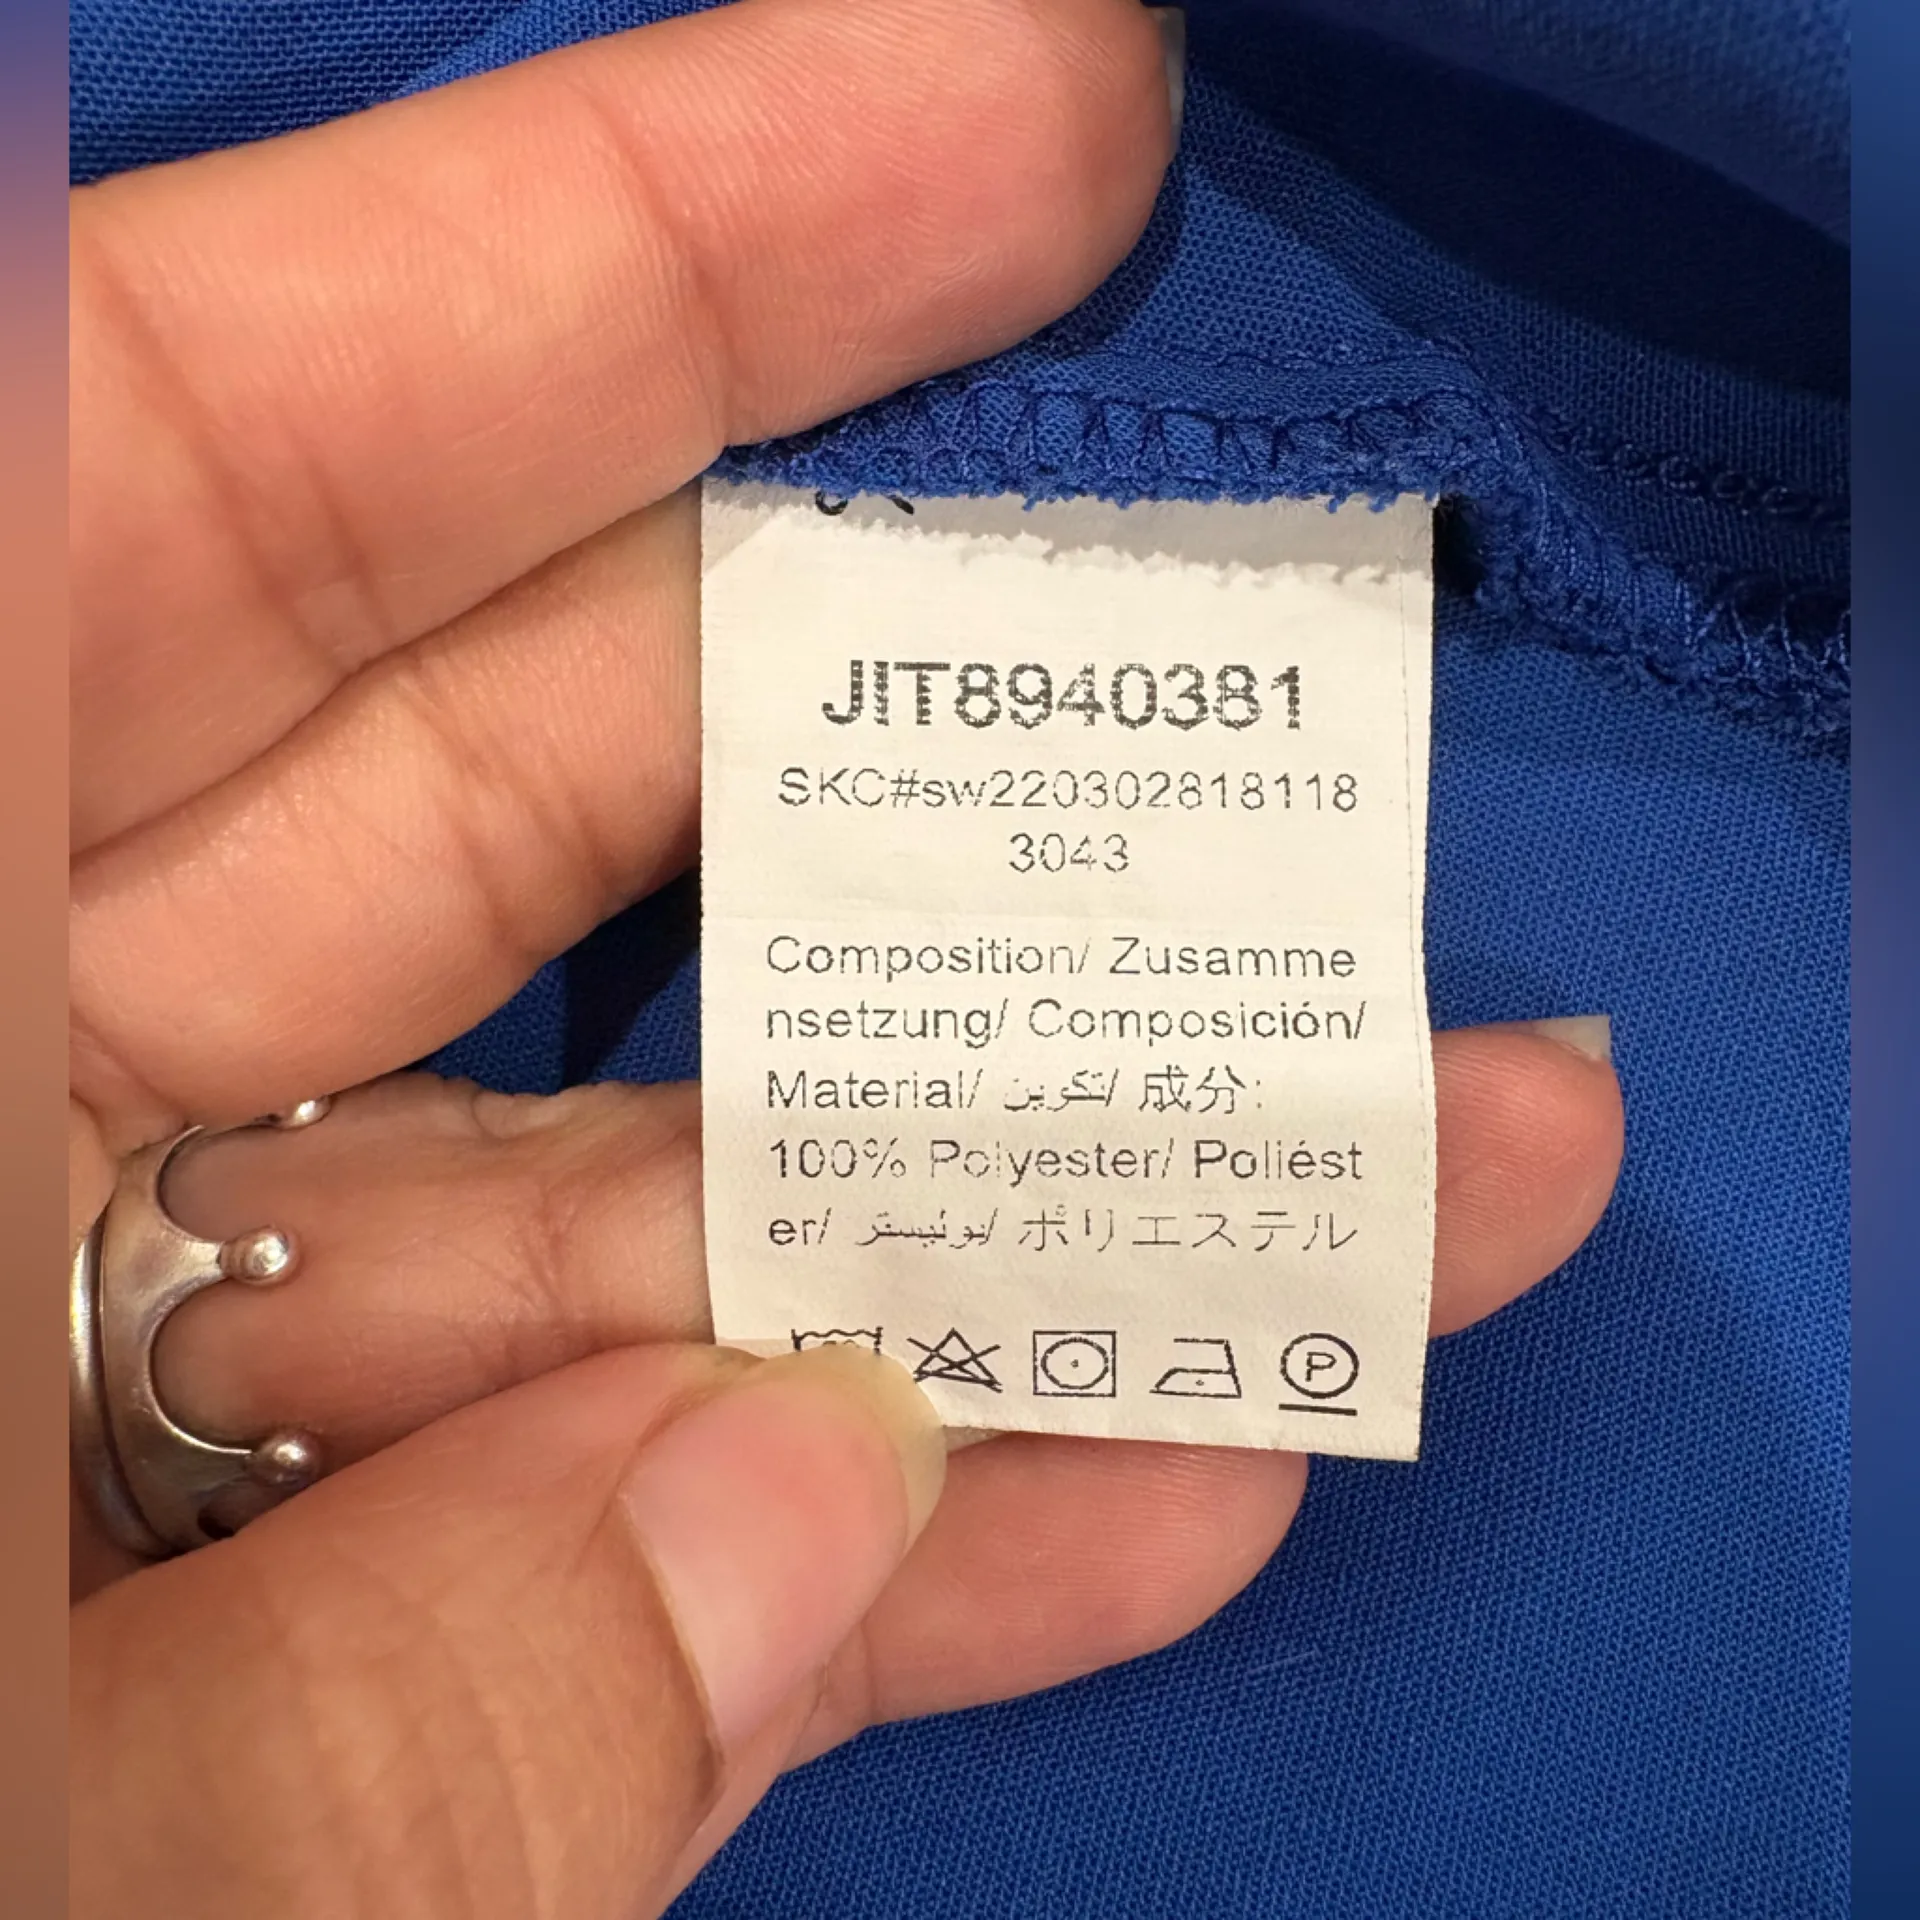 JIT8940381
SKC#sw220302818118
3043
Composition/ Zusamme
nsetzung/ Composición/
Material/ تكوين/ 成分:
100% Polyester/ Poliést
er/ بوليستر/ ポリエステル
P